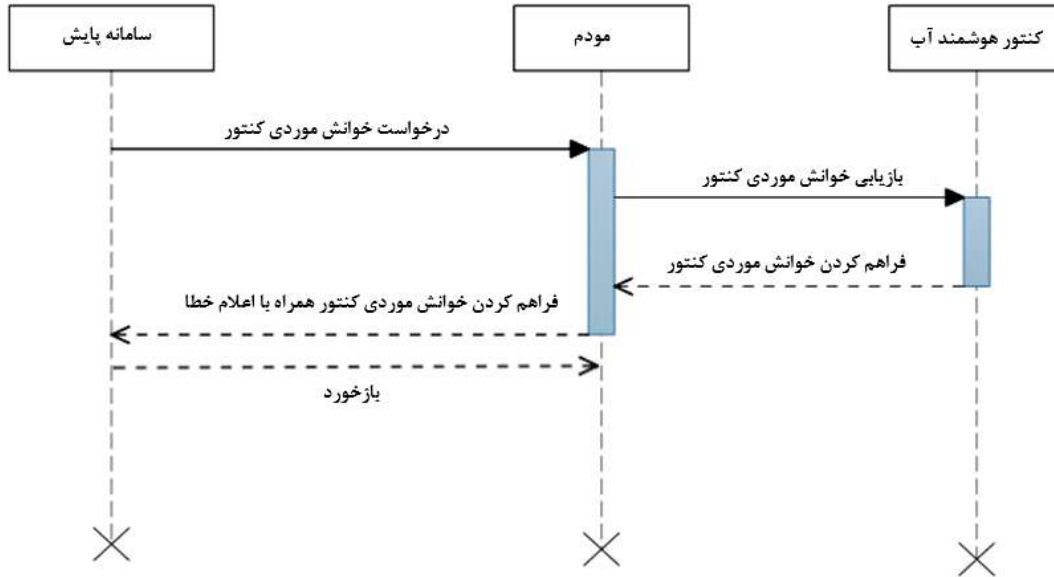 سامانه پایش
مودم
کنتور هوشمند آب
درخواست خوانش موردی کنتور
بازیابی خوانش موردی کنتور
فراهم کردن خوانش موردی کنتور
فراهم کردن خوانش موردی کنتور همراه با اعلام خطا
بازخورد